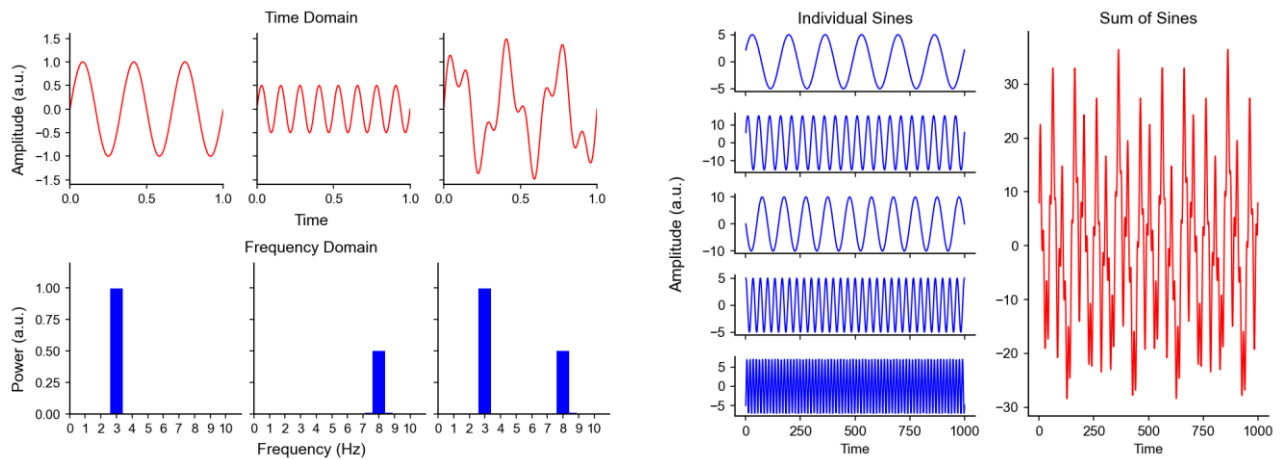 Time Domain
Amplitude (a.u.)
1.5
1.0
0.5
0.0
−0.5
−1.0
−1.5
0.0 0.5 1.0
0.0 0.5 1.0
0.0 0.5 1.0
Time
Frequency Domain
Power (a.u.)
1.00
0.75
0.50
0.25
0.00
0 1 2 3 4 5 6 7 8 9 10
0 1 2 3 4 5 6 7 8 9 10
0 1 2 3 4 5 6 7 8 9 10
Frequency (Hz)
Individual Sines
Amplitude (a.u.)
5
0
−5
10
0
−10
10
0
−10
5
0
−5
5
0
−5
0 250 500 750 1000
Time
Sum of Sines
30
20
10
0
−10
−20
−30
0 250 500 750 1000
Time